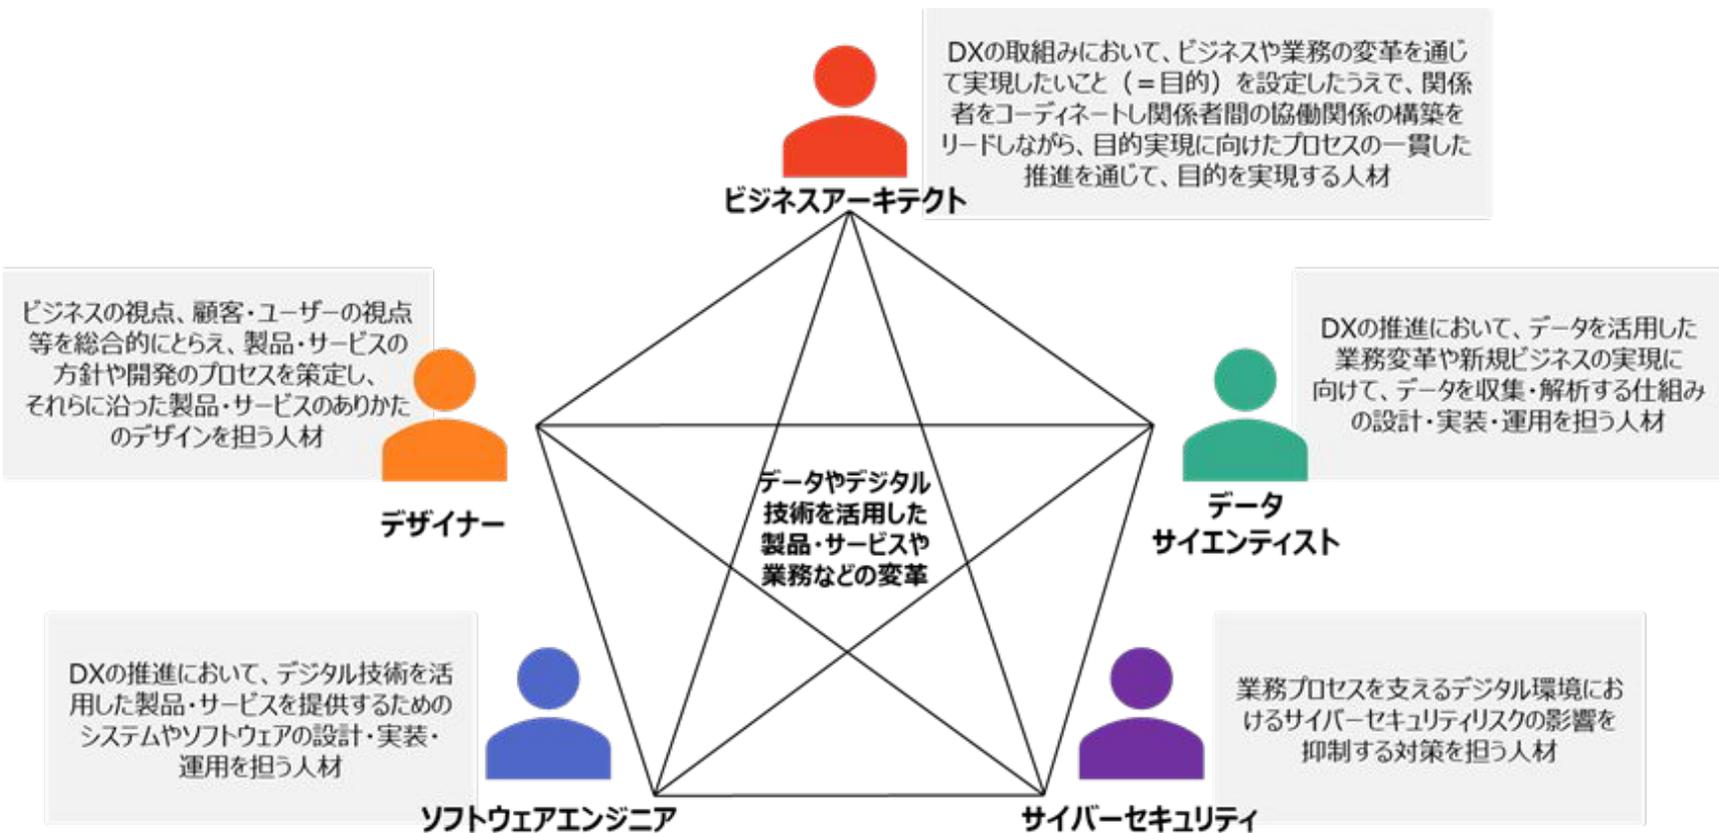 DXの取組みにおいて、ビジネスや業務の変革を通じ
て実現したいこと（＝目的）を設定したうえで、関係
者をコーディネートし関係者間の協働関係の構築を
リードしながら、目的実現に向けたプロセスの一貫した
推進を通じて、目的を実現する人材
ビジネスアーキテクト
ビジネスの視点、顧客・ユーザーの視点
等を総合的にとらえ、製品・サービスの
方針や開発のプロセスを策定し、
それらに沿った製品・サービスのありかた
のデザインを担う人材
デザイナー
DXの推進において、データを活用した
業務変革や新規ビジネスの実現に
向けて、データを収集・解析する仕組み
の設計・実装・運用を担う人材
データ
サイエンティスト
データやデジタル
技術を活用した
製品・サービスや
業務などの変革
DXの推進において、デジタル技術を活
用した製品・サービスを提供するための
システムやソフトウェアの設計・実装・
運用を担う人材
ソフトウェアエンジニア
業務プロセスを支えるデジタル環境にお
けるサイバーセキュリティリスクの影響を
抑制する対策を担う人材
サイバーセキュリティ